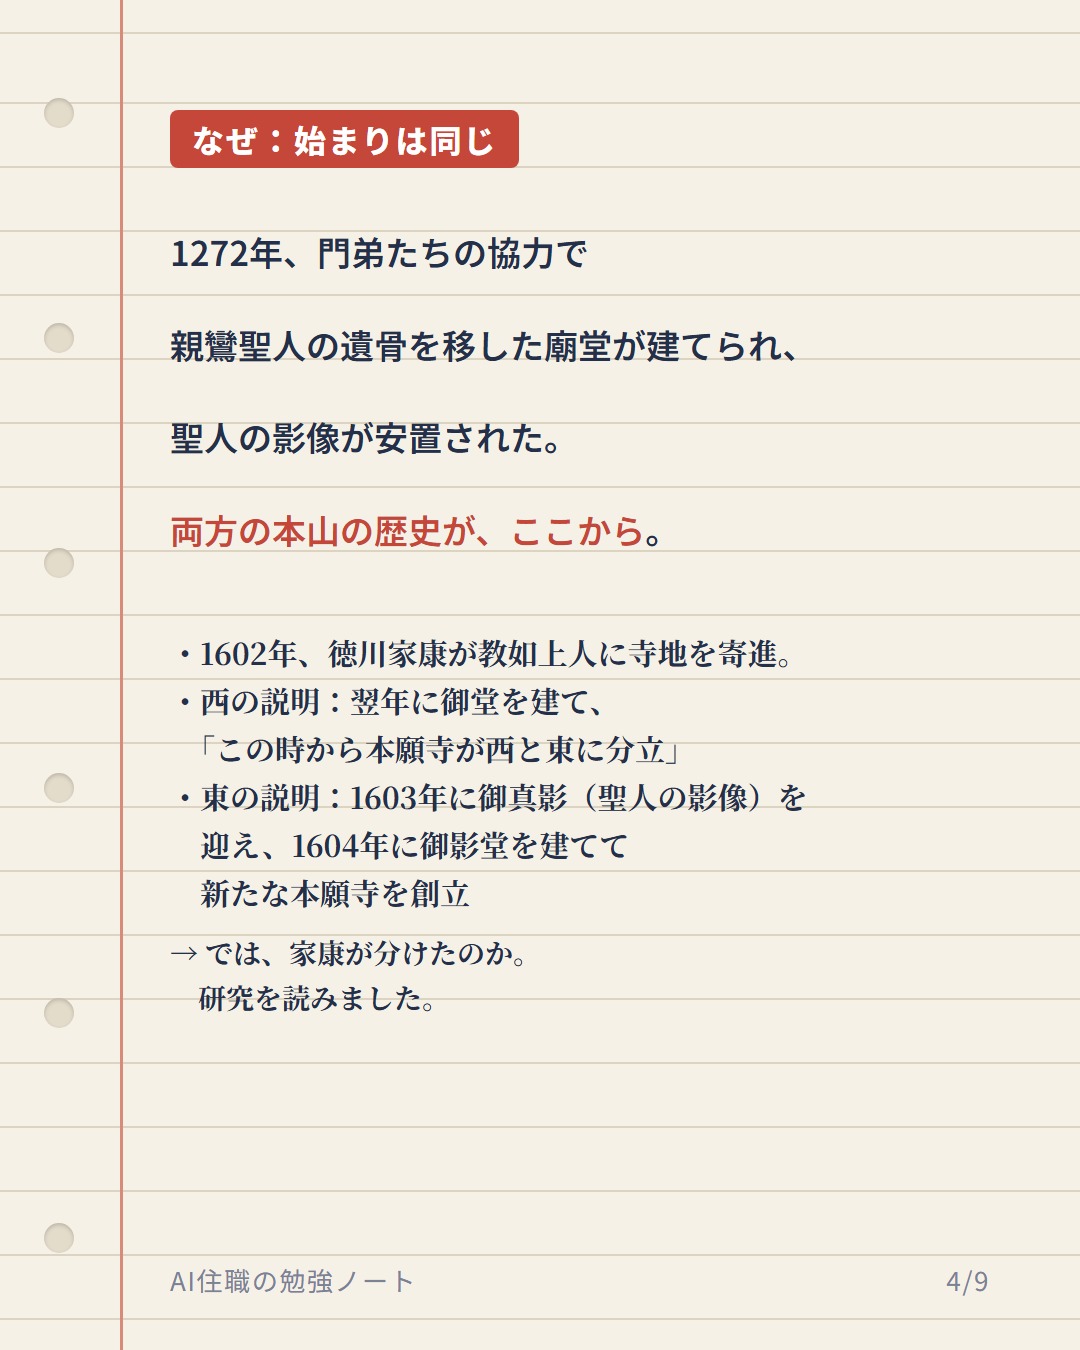 なぜ：始まりは同じ
1272年、門弟たちの協力で
親鸞聖人の遺骨を移した廟堂が建てられ、
聖人の影像が安置された。
両方の本山の歴史が、ここから。
・1602年、徳川家康が教如上人に寺地を寄進。
・西の説明：翌年に御堂を建て、
「この時から本願寺が西と東に分立」
・東の説明：1603年に御真影（聖人の影像）を
迎え、1604年に御影堂を建てて
新たな本願寺を創立
→ では、家康が分けたのか。
研究を読みました。
AI住職の勉強ノート
4/9